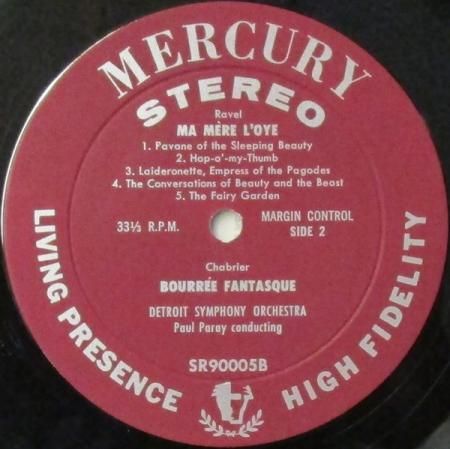 MERCURY
STEREO
Ravel
MA MÈRE L'OYE
1. Pavane of the Sleeping Beauty
2. Hop-o'-my-Thumb
3. Laideronette, Empress of the Pagodes
4. The Conversations of Beauty and the Beast
5. The Fairy Garden
33⅓ R.P.M.
MARGIN CONTROL
SIDE 2
Chabrier
BOURRÉE FANTASQUE
DETROIT SYMPHONY ORCHESTRA
Paul Paray conducting
SR90005B
LIVING PRESENCE
HIGH FIDELITY